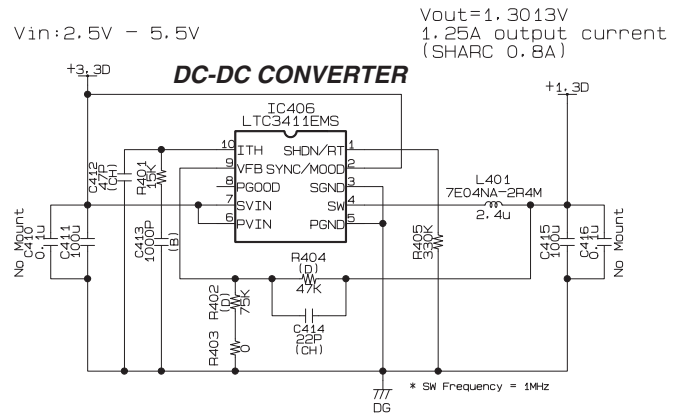 Vin:2.5V - 5.5V
Vout=1.3013V
1.25A output current
(SHARC 0.8A)
+3.3D
DC-DC CONVERTER
+1.3D
IC406
LTC3411EMS
10 ITH SHDN/RT 1
9 VFB SYNC/MOOD 2
8 PGOOD SGND 3
7 SVIN SW 4
6 PVIN PGND 5
C412
47P
(CH)
R401
15K
L401
7E04NA-2R4M
2.4u
No Mount
C410
0.1u
C411
100u
C413
1000P
(B)
R405
330K
C415
100u
C416
0.1u
No Mount
R404
(D)
47K
R402
(D)
75K
C414
22P
(CH)
R403
0
* SW Frequency = 1MHz
DG